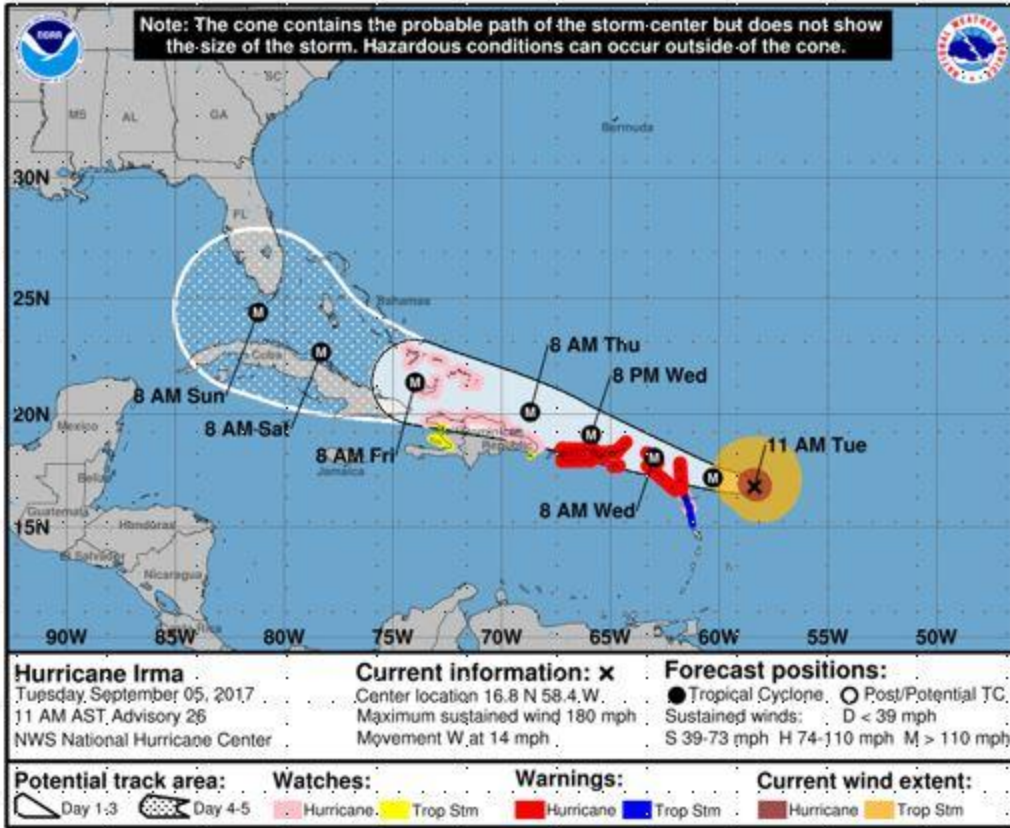 Note: The cone contains the probable path of the storm center but does not show
the size of the storm. Hazardous conditions can occur outside of the cone.
NOAA
NATIONAL WEATHER SERVICE
SC
MS
AL
GA
Bermuda
30N
FL
25N
Bahamas
8 AM Thu
8 PM Wed
Cuba
8 AM Sun
20N
8 AM Sat
Mexico
Dominican
Republic
11 AM Tue
8 AM Fri
Jamaica
Belize
8 AM Wed
Guatemala
15N
Honduras
El Salvador
Nicaragua
Costa Rica
90W 85W 80W 75W 70W 65W 60W 55W 50W
M
M
M
M
M
M
M
Hurricane Irma
Tuesday September 05, 2017
11 AM AST Advisory 26
NWS National Hurricane Center
Current information: x
Center location 16.8 N 58.4 W
Maximum sustained wind 180 mph
Movement W at 14 mph
Forecast positions:
Tropical Cyclone Post/Potential TC
Sustained winds: D < 39 mph
S 39-73 mph H 74-110 mph M > 110 mph
Potential track area:
Day 1-3 Day 4-5
Watches:
Hurricane Trop Stm
Warnings:
Hurricane Trop Stm
Current wind extent:
Hurricane Trop Stm